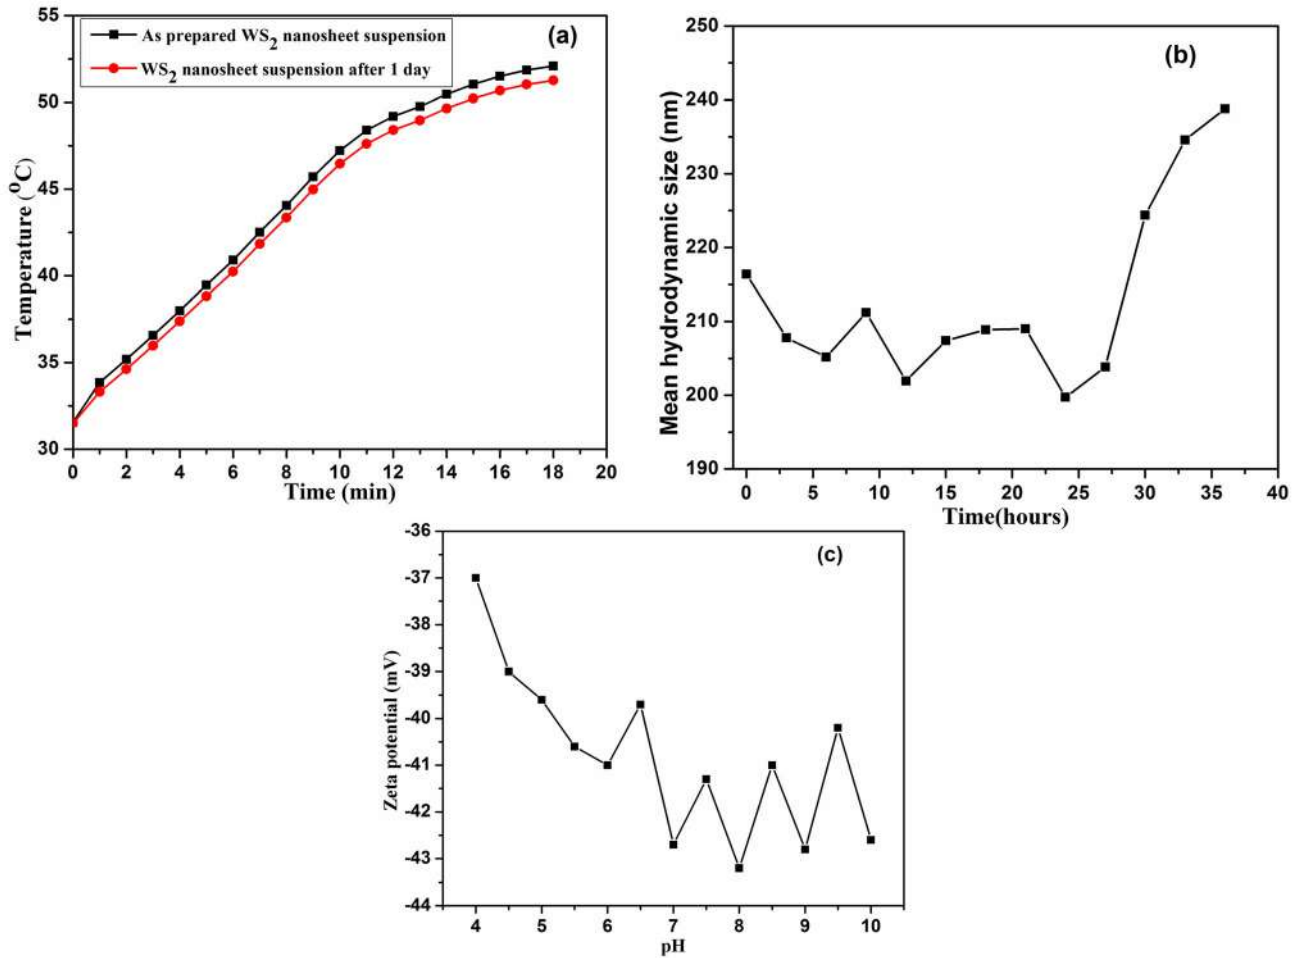 As prepared WS2 nanosheet suspension
WS2 nanosheet suspension after 1 day
(a)
55
50
45
40
35
30
Temperature (°C)
0 2 4 6 8 10 12 14 16 18 20
Time (min)
(b)
250
240
230
220
210
200
190
Mean hydrodynamic size (nm)
0 5 10 15 20 25 30 35 40
Time(hours)
(c)
-36
-37
-38
-39
-40
-41
-42
-43
-44
Zeta potential (mV)
4 5 6 7 8 9 10
pH